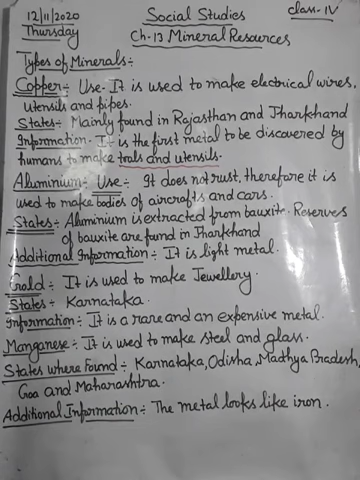 12/11/2020 Social Studies Class-IV
Thursday Ch-13 Mineral Resources
Types of Minerals:-
Copper:- Use- It is used to make electrical wires,
utensils and pipes.
States:- Mainly found in Rajasthan and Jharkhand
Information- It is the first metal to be discovered by
humans to make tools and utensils.
Aluminium:- Use:- It does not rust, therefore it is
used to make bodies of aircrafts and cars.
States:- Aluminium is extracted from bauxite. Reserves
of bauxite are found in Jharkhand
Additional Information:- It is light metal.
Gold:- It is used to make Jewellery.
States:- Karnataka.
Information:- It is a rare and an expensive metal.
Manganese:- It is used to make steel and glass.
States where Found:- Karnataka, Odisha, Madhya Pradesh,
Goa and Maharashtra.
Additional Information:- The metal looks like iron.